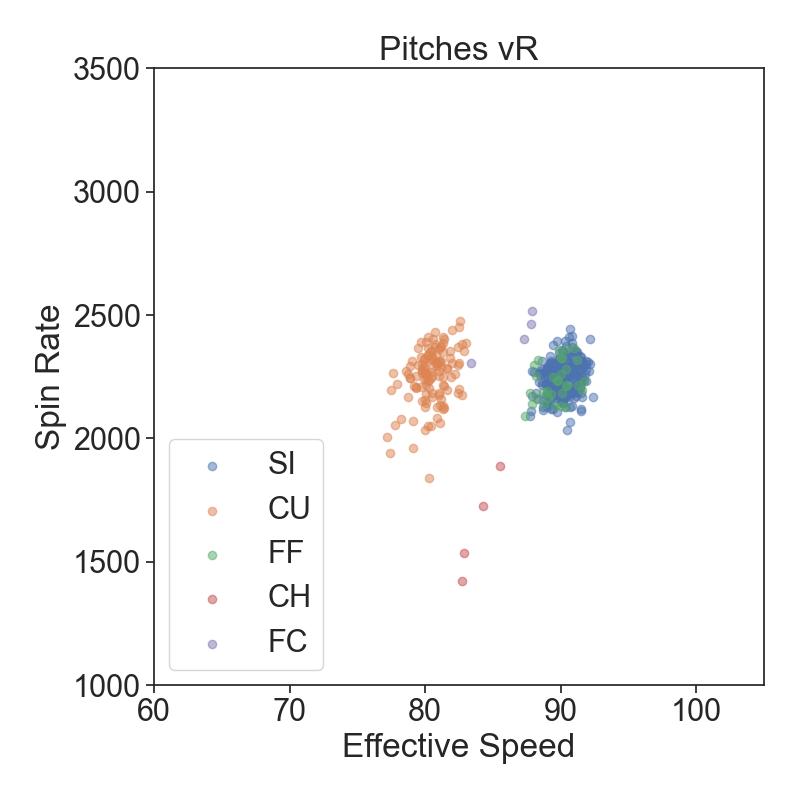 Pitches vR
3500
3000
2500
2000
1500
1000
Spin Rate
SI
CU
FF
CH
FC
60 70 80 90 100
Effective Speed